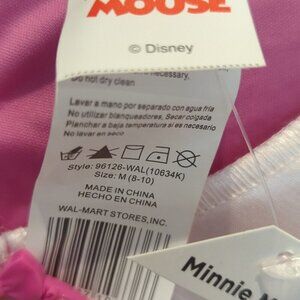 MOUSE
© Disney
necessary,
Do not dry clean
Lavar a mano por separado con agua fría
No utilizar blanqueadores, Secar colgada
Planchar a baja temperatura si es necesario
No lavar en seco
Style: 96126-WAL(10634K)
Size: M (8-10)
MADE IN CHINA
HECHO EN CHINA
WAL-MART STORES,INC.
Minnie